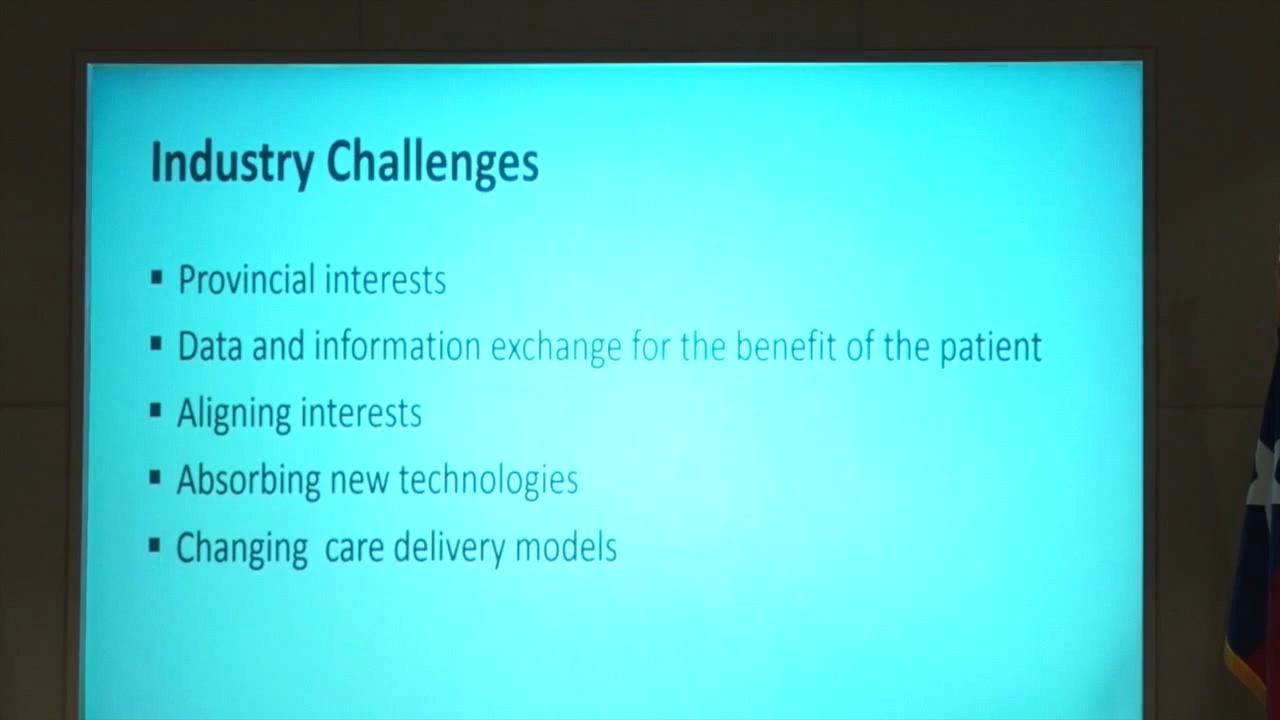 Industry Challenges
▪ Provincial interests
▪ Data and information exchange for the benefit of the patient
▪ Aligning interests
▪ Absorbing new technologies
▪ Changing  care delivery models